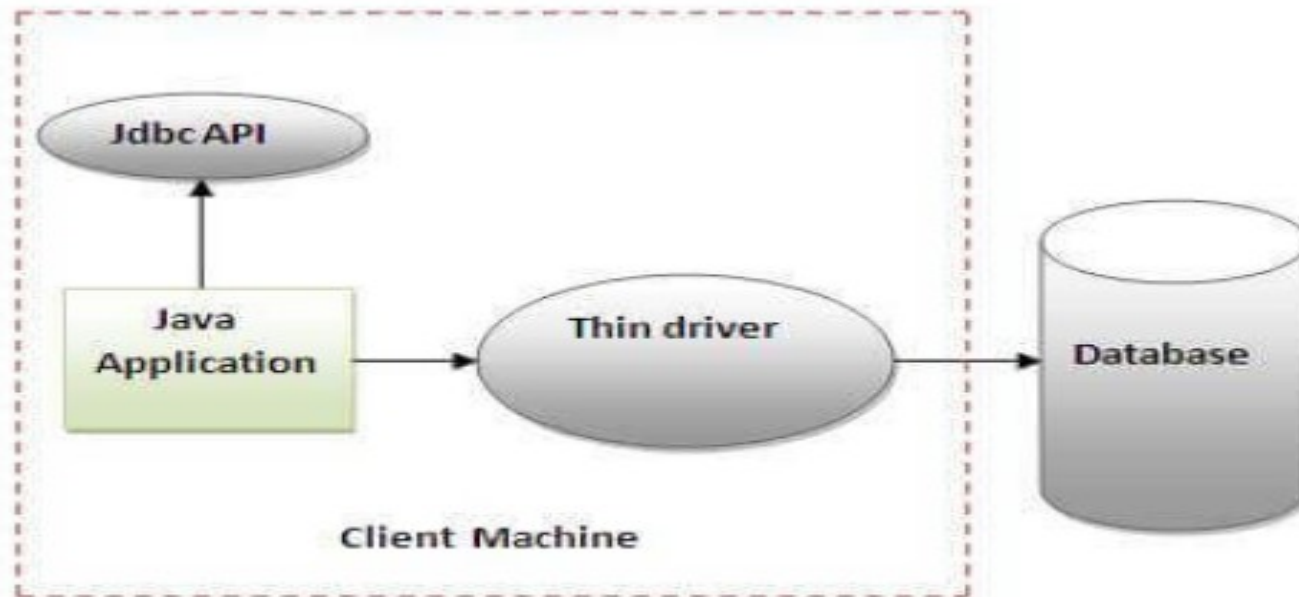 Jdbc API
Java
Application
Thin driver
Database
Client Machine